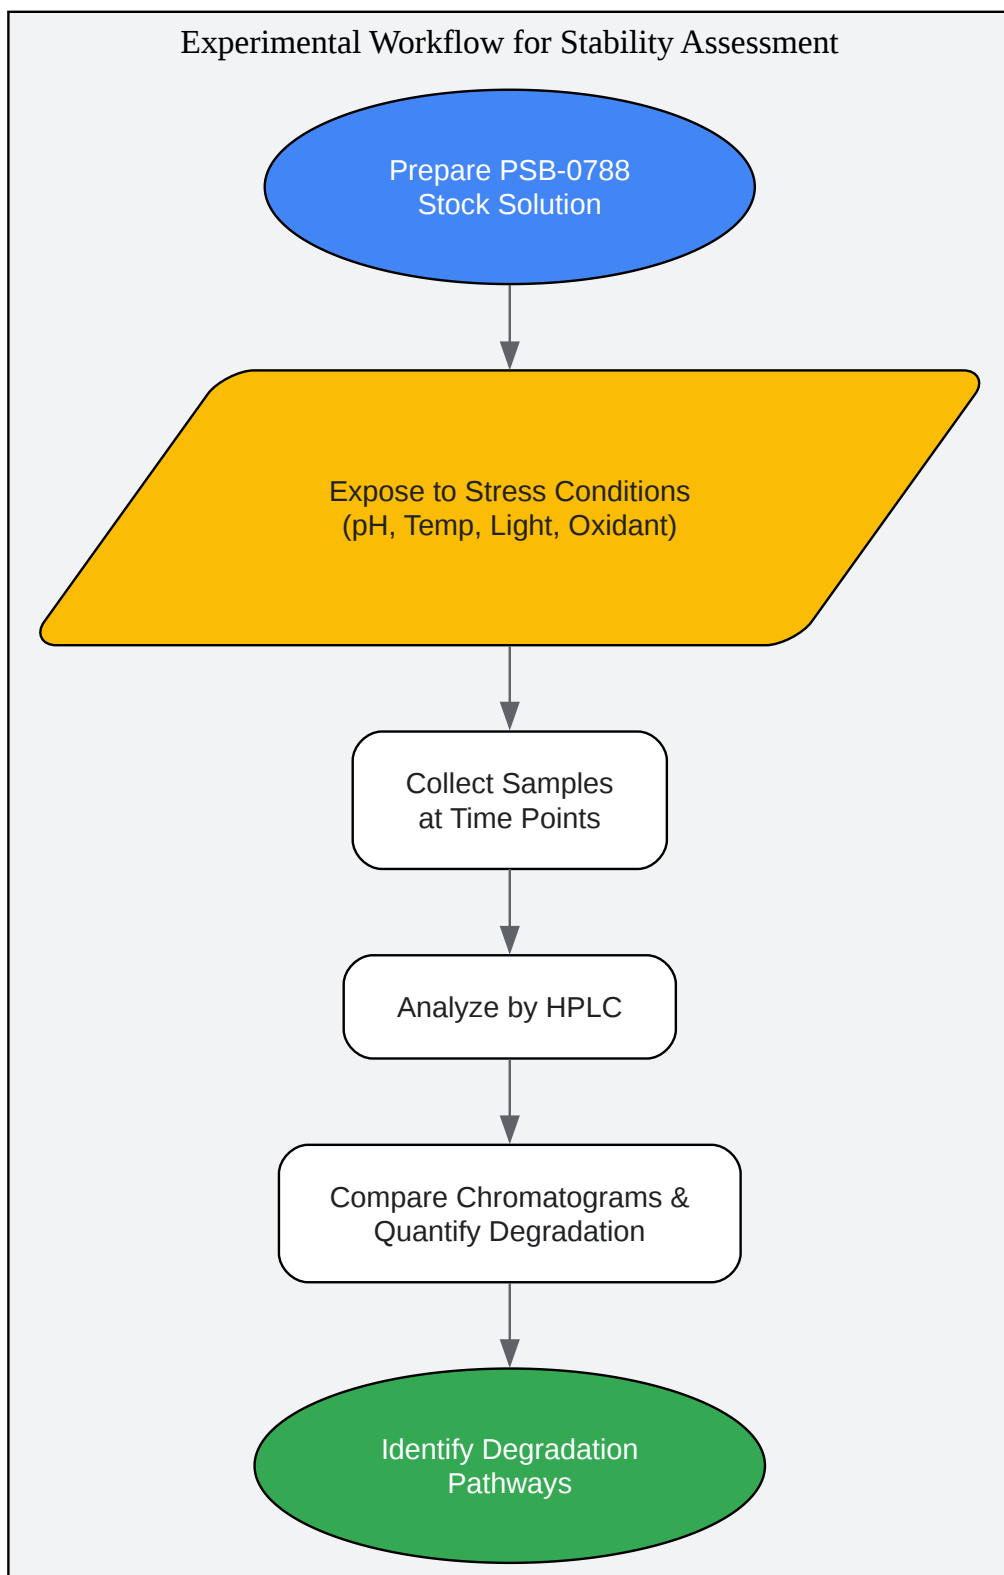 Experimental Workflow for Stability Assessment
Prepare PSB-0788
Stock Solution
Expose to Stress Conditions
(pH, Temp, Light, Oxidant)
Collect Samples
at Time Points
Analyze by HPLC
Compare Chromatograms &
Quantify Degradation
Identify Degradation
Pathways